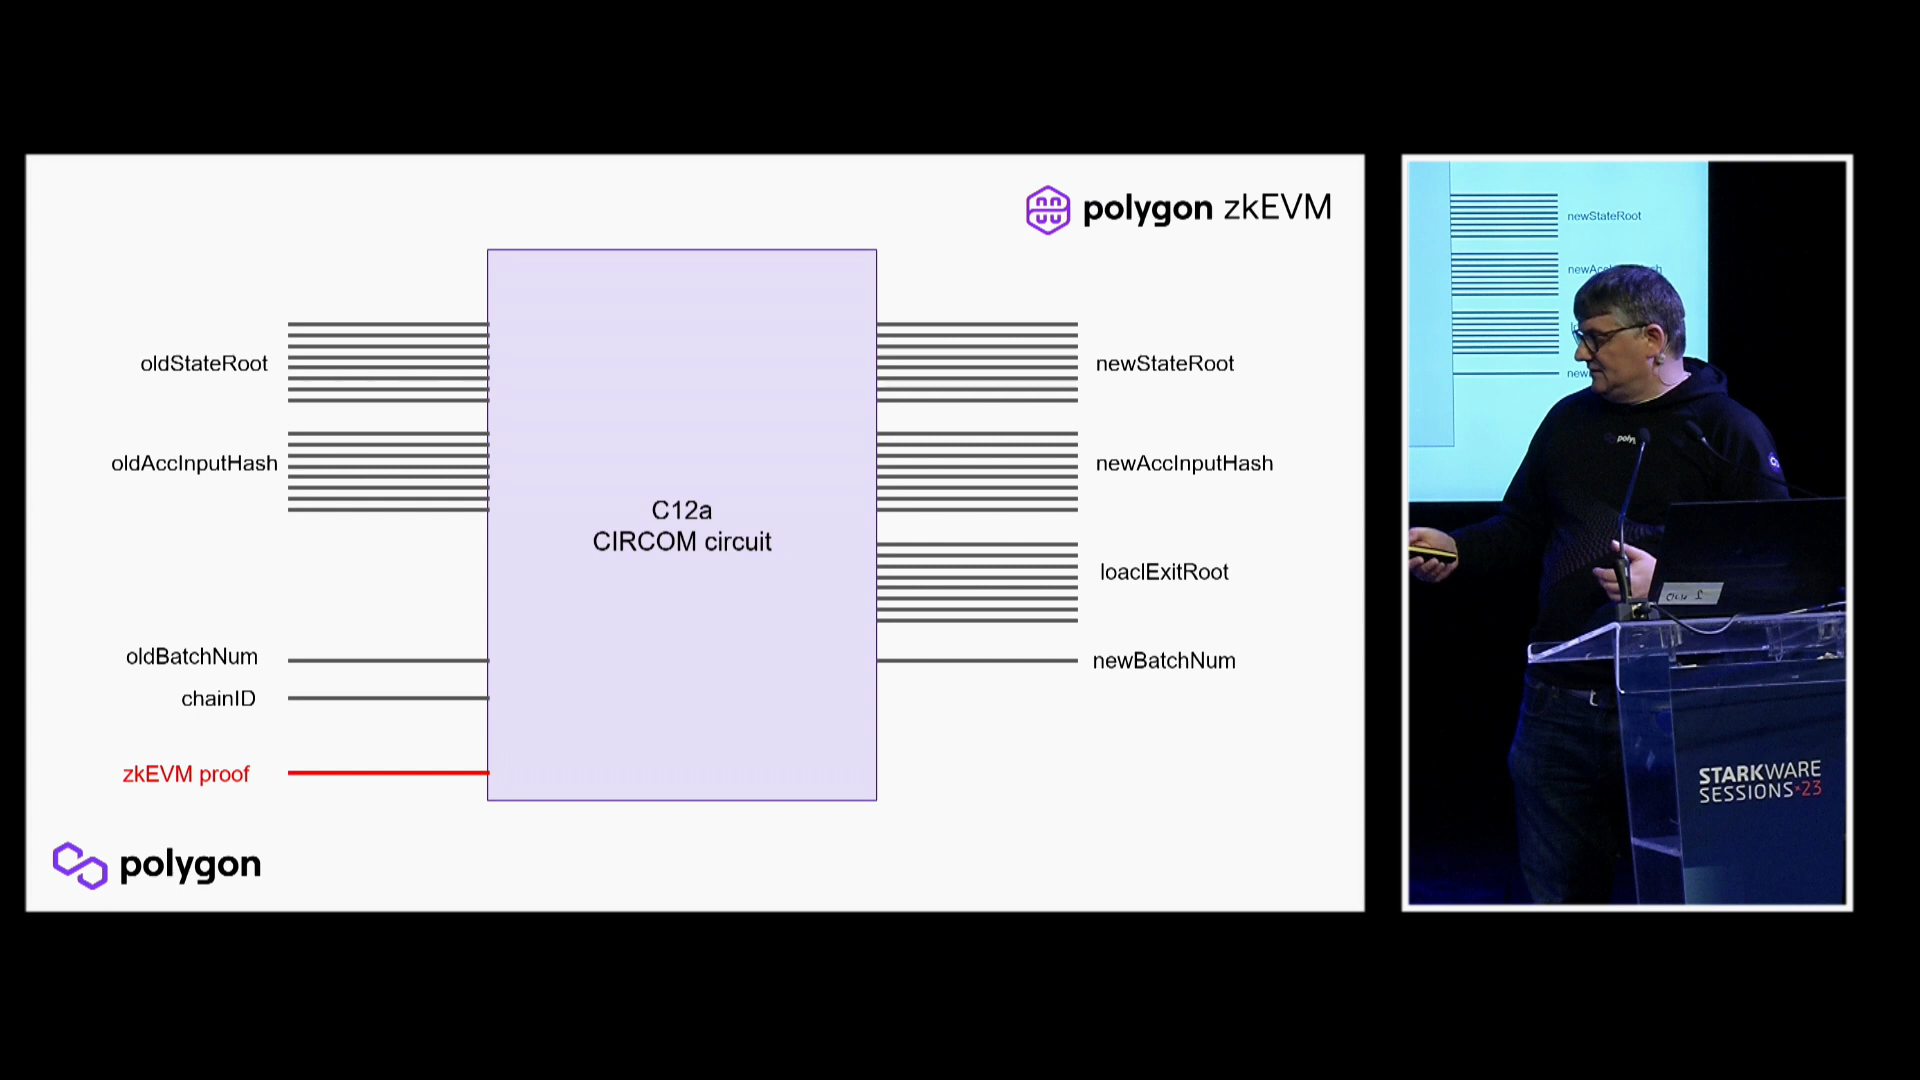 polygon zkEVM
oldStateRoot
oldAccInputHash
oldBatchNum
chainID
zkEVM proof
C12a
CIRCOM circuit
newStateRoot
newAccInputHash
loaclExitRoot
newBatchNum
polygon
newStateRoot
STARKWARE
SESSIONS 23